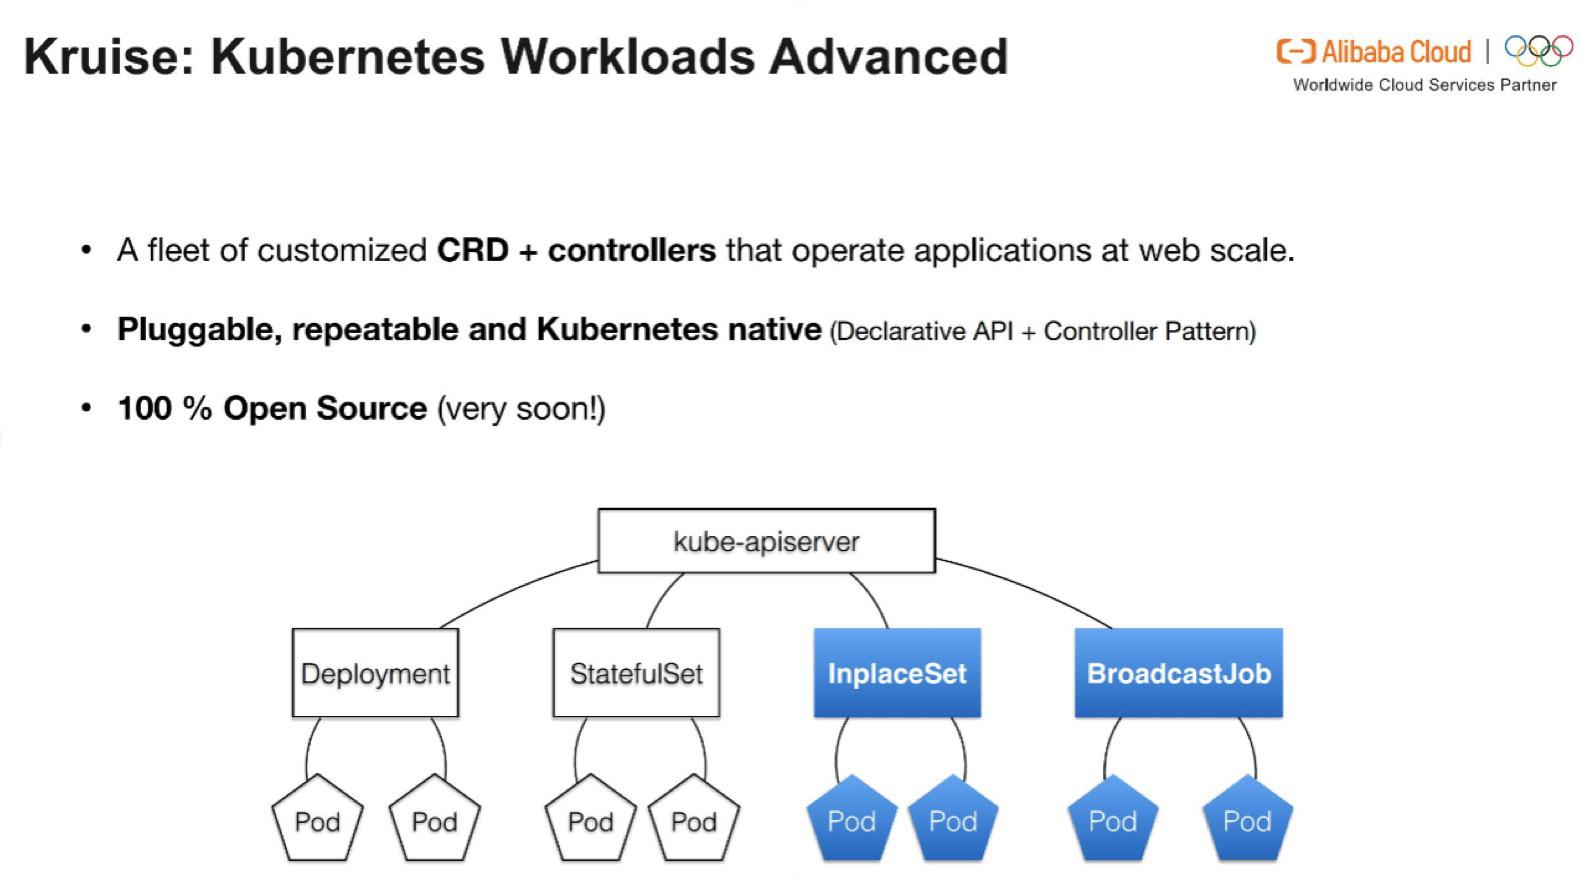 Kruise: Kubernetes Workloads Advanced
Alibaba Cloud |
Worldwide Cloud Services Partner
• A fleet of customized CRD + controllers that operate applications at web scale.
• Pluggable, repeatable and Kubernetes native (Declarative API + Controller Pattern)
• 100 % Open Source (very soon!)
kube-apiserver
Deployment
StatefulSet
InplaceSet
BroadcastJob
Pod
Pod
Pod
Pod
Pod
Pod
Pod
Pod